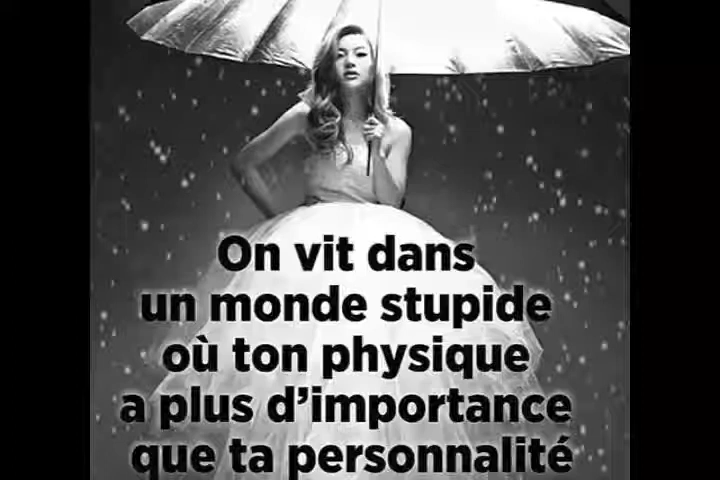 On vit dans
un monde stupide
où ton physique
a plus d’importance
que ta personnalité